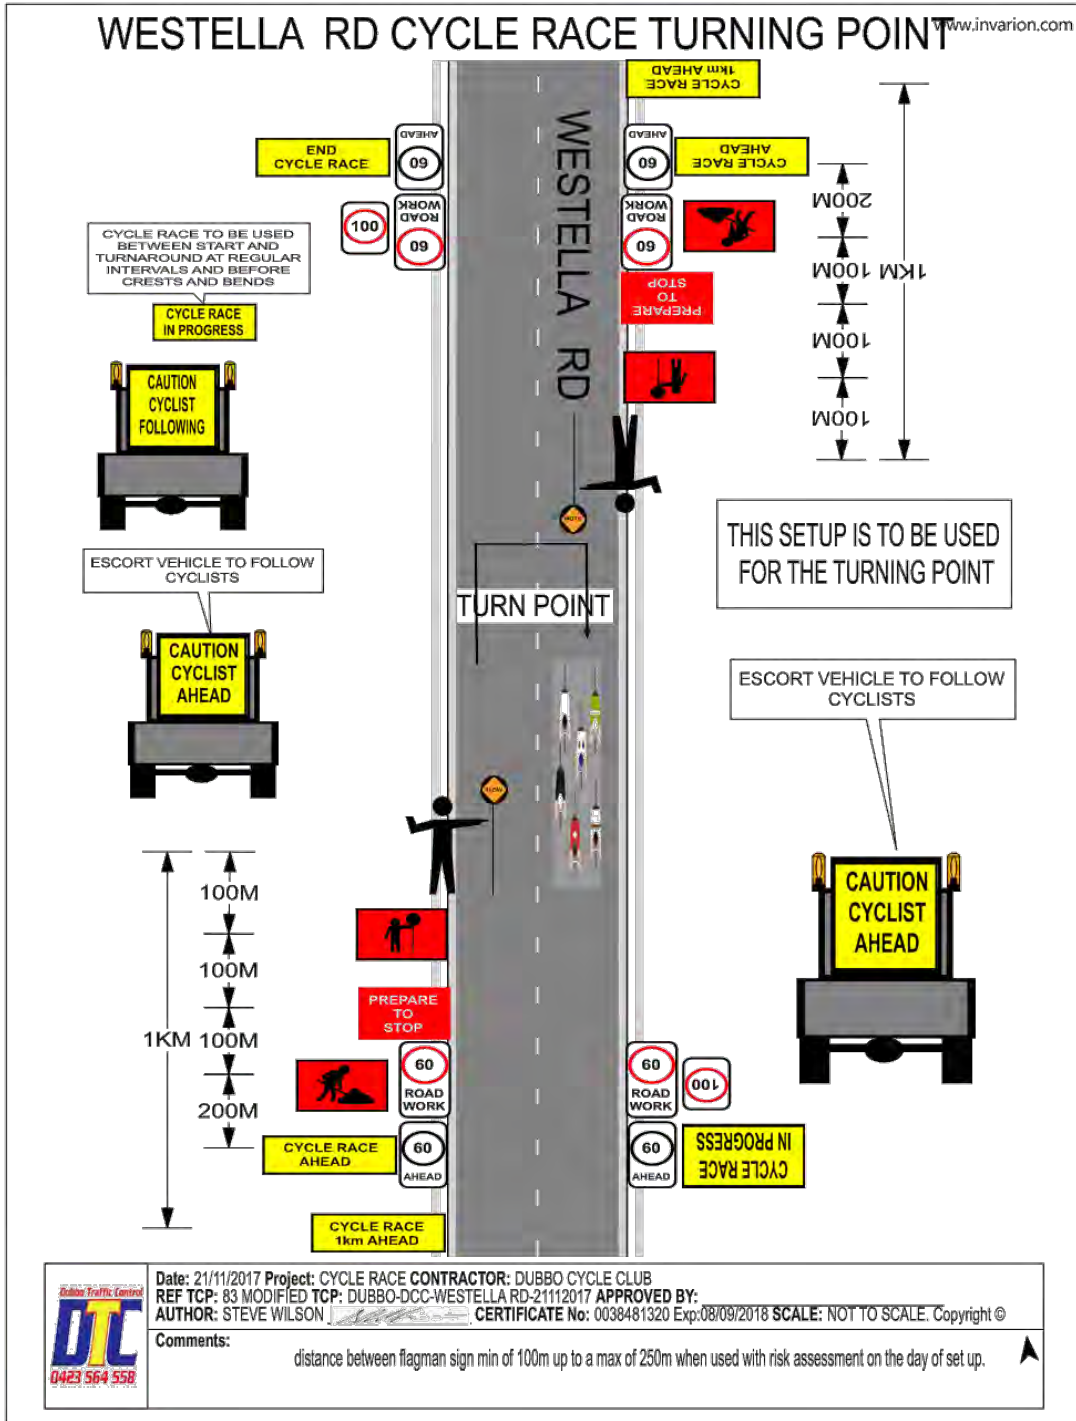 WESTELLA RD CYCLE RACE TURNING POINT
www.invarion.com
CYCLE RACE
1km AHEAD
END
CYCLE RACE
60
AHEAD
60
AHEAD
CYCLE RACE
AHEAD
100
ROAD
WORK
60
ROAD
WORK
60
WESTELLA RD
200M
100M
100M
100M
1KM
CYCLE RACE TO BE USED
BETWEEN START AND
TURNAROUND AT REGULAR
INTERVALS AND BEFORE
CRESTS AND BENDS
CYCLE RACE
IN PROGRESS
PREPARE
TO
STOP
CAUTION
CYCLIST
FOLLOWING
THIS SETUP IS TO BE USED
FOR THE TURNING POINT
ESCORT VEHICLE TO FOLLOW
CYCLISTS
TURN POINT
CAUTION
CYCLIST
AHEAD
ESCORT VEHICLE TO FOLLOW
CYCLISTS
CAUTION
CYCLIST
AHEAD
100M
100M
100M
200M
1KM
PREPARE
TO
STOP
60
ROAD
WORK
60
ROAD
WORK
100
CYCLE RACE
AHEAD
60
AHEAD
60
AHEAD
CYCLE RACE
IN PROGRESS
CYCLE RACE
1km AHEAD
Dubbo Traffic Control
DTC
0423 564 558
Date: 21/11/2017 Project: CYCLE RACE CONTRACTOR: DUBBO CYCLE CLUB
REF TCP: 83 MODIFIED TCP: DUBBO-DCC-WESTELLA RD-21112017 APPROVED BY:
AUTHOR: STEVE WILSON CERTIFICATE No: 0038481320 Exp:08/09/2018 SCALE: NOT TO SCALE. Copyright ©
Comments:
distance between flagman sign min of 100m up to a max of 250m when used with risk assessment on the day of set up.